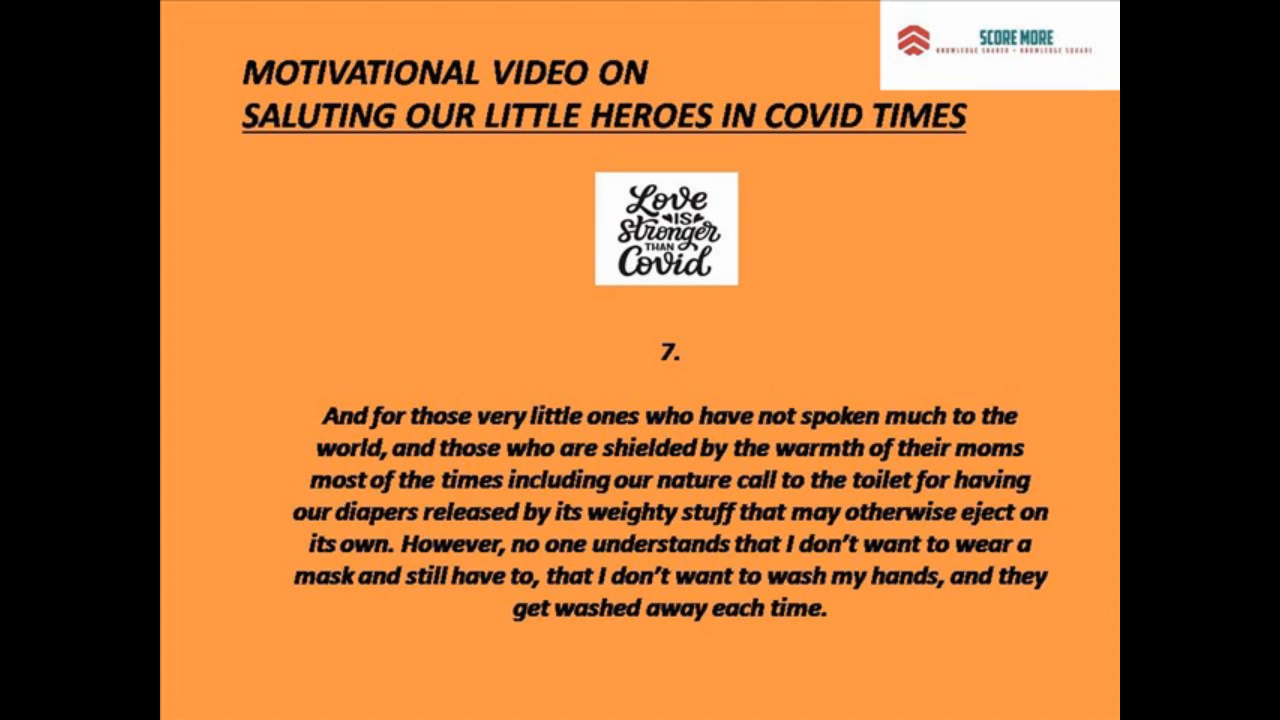 SCORE MORE
KNOWLEDGE SHARED - KNOWLEDGE SQUARE
MOTIVATIONAL VIDEO ON
SALUTING OUR LITTLE HEROES IN COVID TIMES
Love
IS
Stronger
THAN
Covid
7.
And for those very little ones who have not spoken much to the
world, and those who are shielded by the warmth of their moms
most of the times including our nature call to the toilet for having
our diapers released by its weighty stuff that may otherwise eject on
its own. However, no one understands that I don't want to wear a
mask and still have to, that I don't want to wash my hands, and they
get washed away each time.